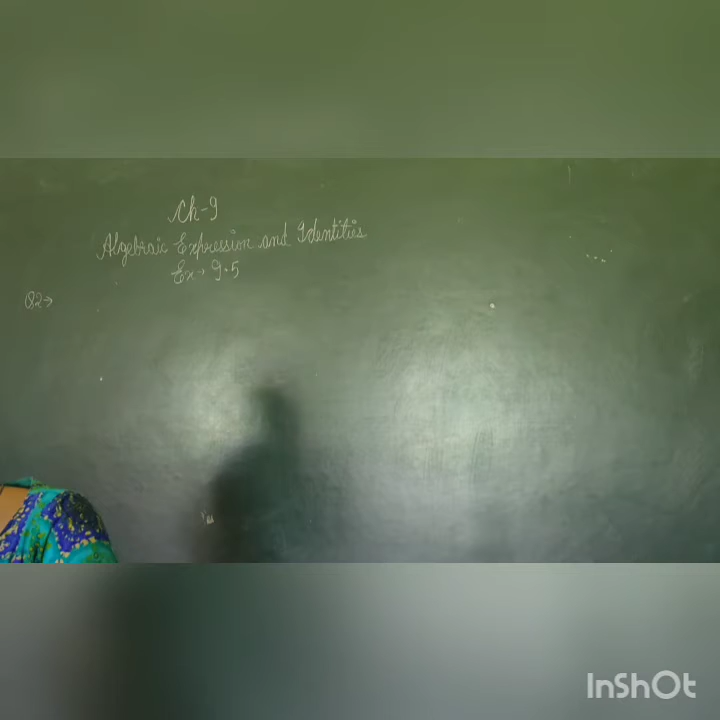 Ch-9
Algebraic Expression and Identities
Ex → 9.5
Q2→
InShOt